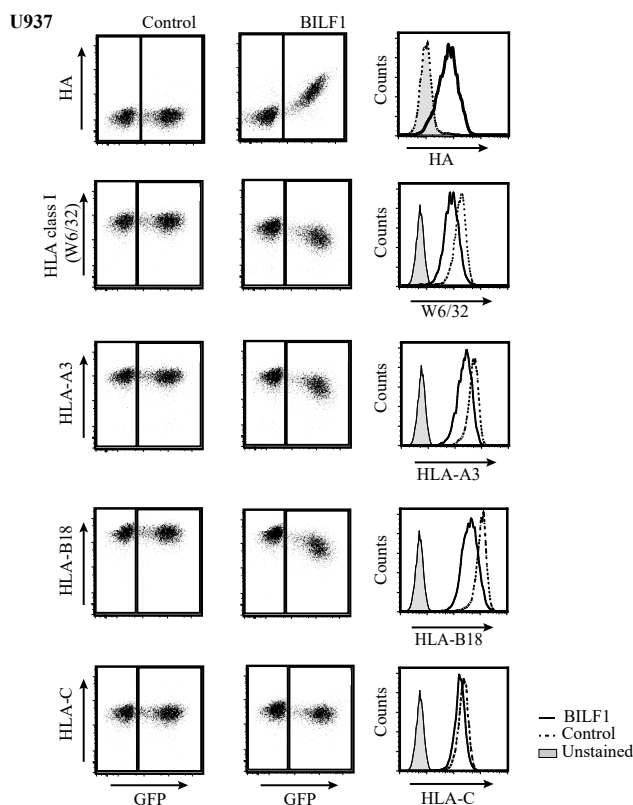 U937
Control
BILF1
HA
Counts
HA
HLA class I
(W6/32)
Counts
W6/32
HLA-A3
Counts
HLA-A3
HLA-B18
Counts
HLA-B18
HLA-C
Counts
GFP
GFP
HLA-C
BILF1
Control
Unstained